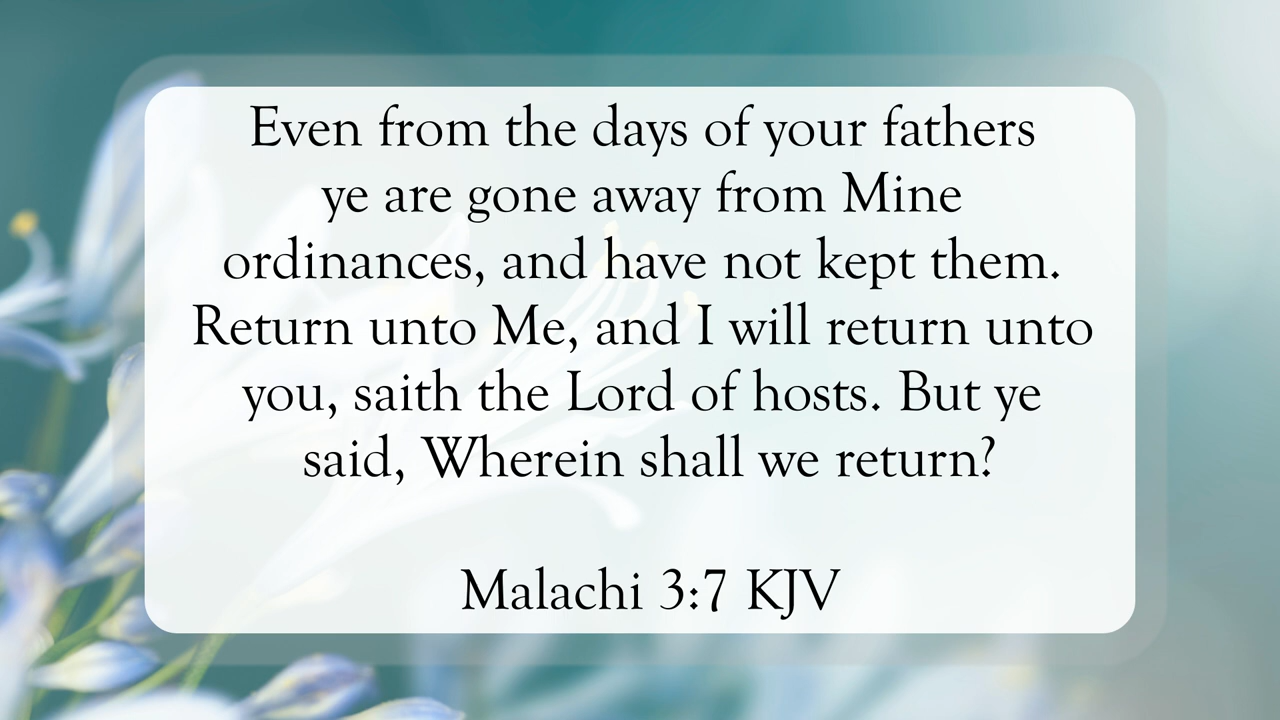 Even from the days of your fathers
ye are gone away from Mine
ordinances, and have not kept them.
Return unto Me, and I will return unto
you, saith the Lord of hosts. But ye
said, Wherein shall we return?
Malachi 3:7 KJV